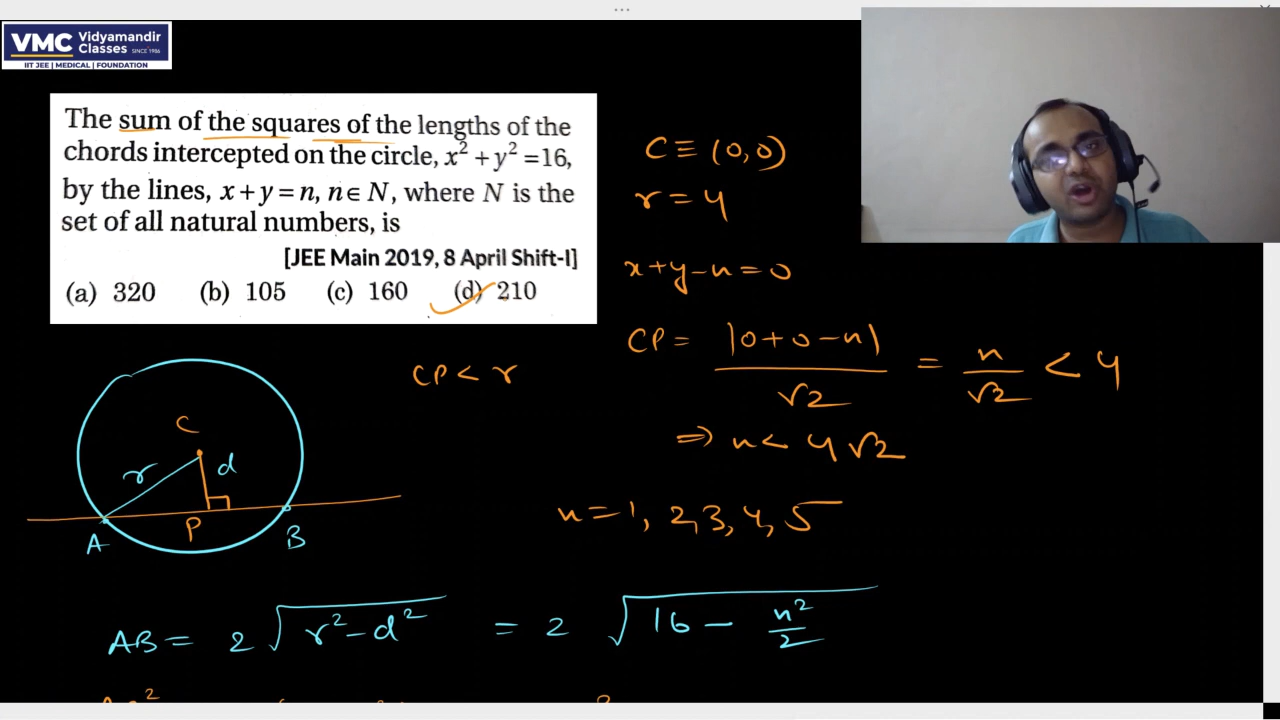 VMC Vidyamandir
Classes SINCE 1986
IIT JEE | MEDICAL | FOUNDATION
The sum of the squares of the lengths of the
chords intercepted on the circle, x² + y² = 16,
by the lines, x + y = n, n ∈ N, where N is the
set of all natural numbers, is
[JEE Main 2019, 8 April Shift-I]
(a) 320 (b) 105 (c) 160 (d) 210
C ≡ (0,0)
r = 4
x+y-n=0
CP = |0+0-n| / √2 = n/√2 < 4
⇒ n < 4√2
n = 1, 2, 3, 4, 5
CP < r
C
r d
P
A B
AB = 2 √(r²-d²) = 2 √(16 - n²/2)